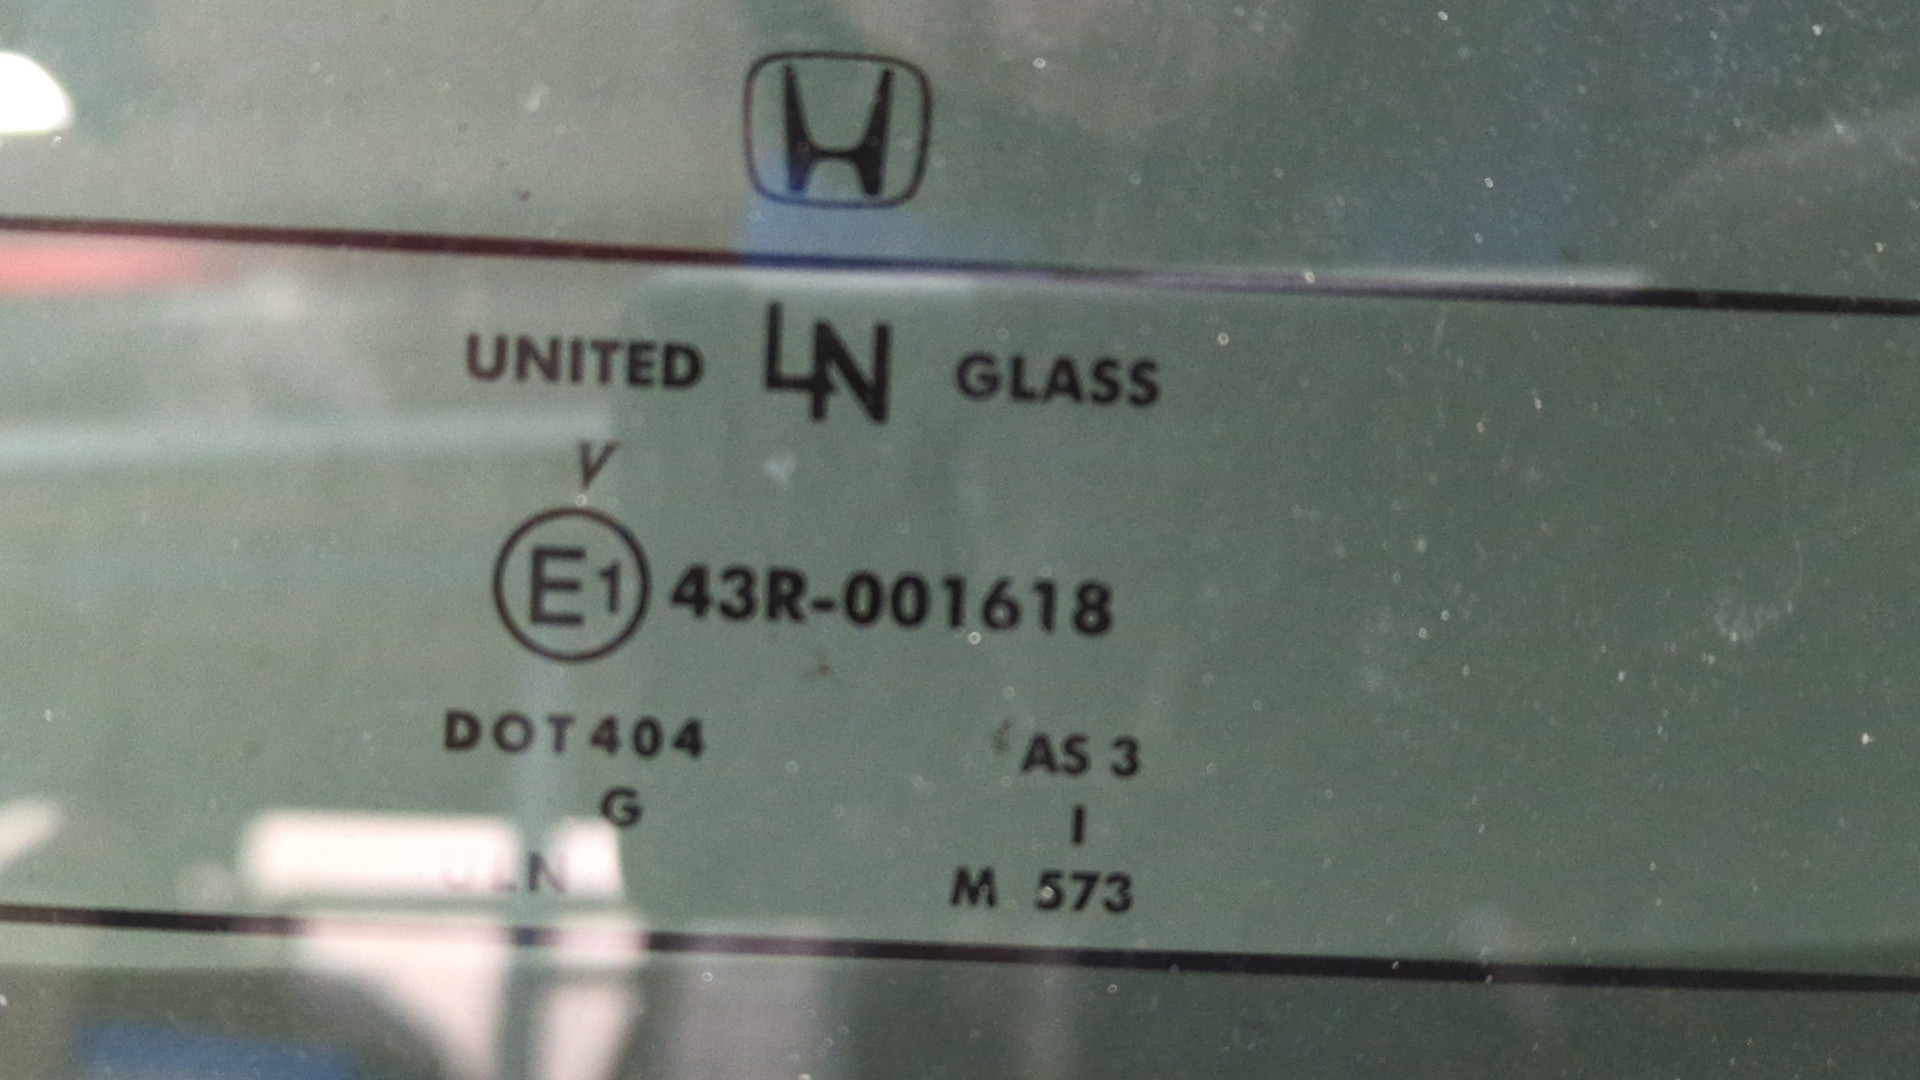 UNITED LN GLASS
V
E1 43R-001618
DOT 404 AS 3
G I
M 573